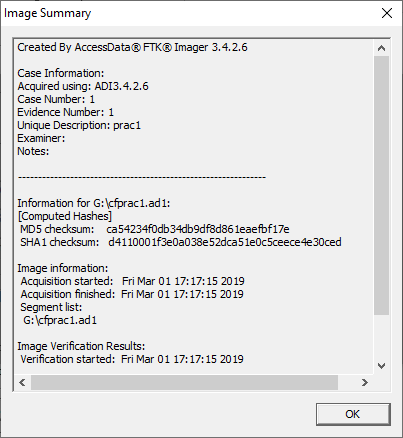 Image Summary
Created By AccessData® FTK® Imager 3.4.2.6
Case Information:
Acquired using: ADI3.4.2.6
Case Number: 1
Evidence Number: 1
Unique Description: prac1
Examiner:
Notes:
--------------------------------------------------------------
Information for G:\cfprac1.ad1:
[Computed Hashes]
MD5 checksum: ca54234f0db34db9df8d861eaefbf17e
SHA1 checksum: d4110001f3e0a038e52dca51e0c5ceece4e30ced
Image information:
Acquisition started: Fri Mar 01 17:17:15 2019
Acquisition finished: Fri Mar 01 17:17:15 2019
Segment list:
G:\cfprac1.ad1
Image Verification Results:
Verification started: Fri Mar 01 17:17:15 2019
OK